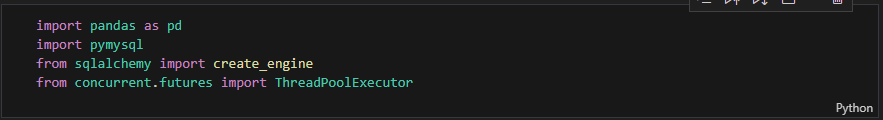 import pandas as pd
import pymysql
from sqlalchemy import create_engine
from concurrent.futures import ThreadPoolExecutor
Python